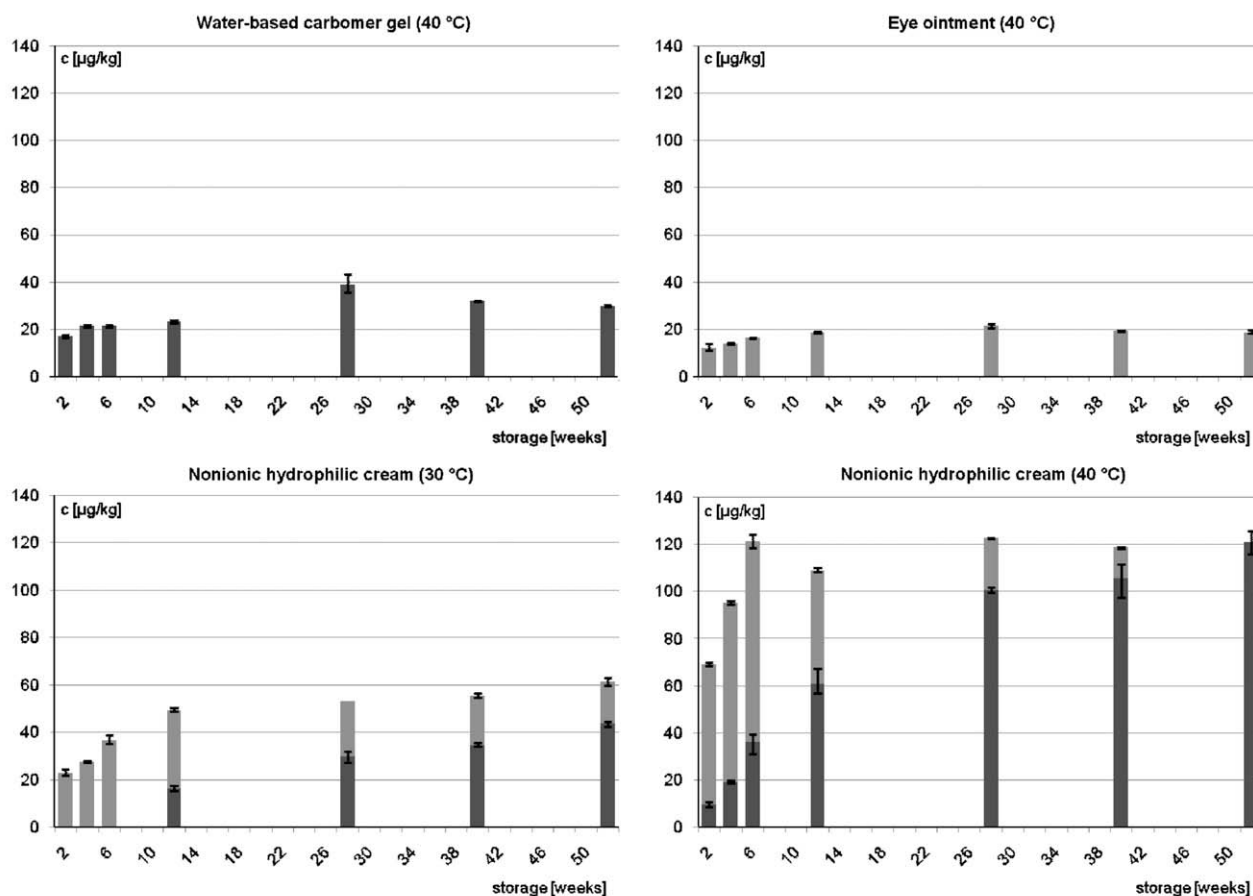 Water-based carbomer gel (40 °C)
c [µg/kg]
140
120
100
80
60
40
20
0
2 6 10 14 18 22 26 30 34 38 42 46 50
storage [weeks]
Eye ointment (40 °C)
c [µg/kg]
140
120
100
80
60
40
20
0
2 6 10 14 18 22 26 30 34 38 42 46 50
storage [weeks]
Nonionic hydrophilic cream (30 °C)
c [µg/kg]
140
120
100
80
60
40
20
0
2 6 10 14 18 22 26 30 34 38 42 46 50
storage [weeks]
Nonionic hydrophilic cream (40 °C)
c [µg/kg]
140
120
100
80
60
40
20
0
2 6 10 14 18 22 26 30 34 38 42 46 50
storage [weeks]